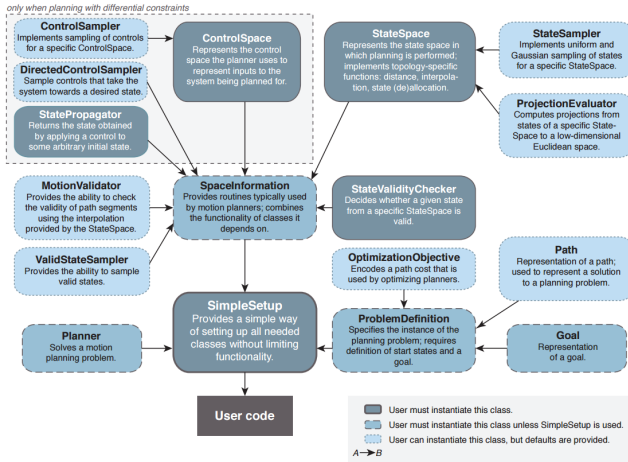 only when planning with differential constraints
ControlSampler
Implements sampling of controls
for a specific ControlSpace.
DirectedControlSampler
Sample controls that take the
system towards a desired state.
StatePropagator
Returns the state obtained
by applying a control to
some arbitrary initial state.
ControlSpace
Represents the control
space the planner uses to
represent inputs to the
system being planned for.
StateSpace
Represents the state space in
which planning is performed;
implements topology-specific
functions: distance, interpola-
tion, state (de)allocation.
StateSampler
Implements uniform and
Gaussian sampling of states
for a specific StateSpace.
ProjectionEvaluator
Computes projections from
states of a specific State-
Space to a low-dimensional
Euclidean space.
MotionValidator
Provides the ability to check
the validity of path segments
using the interpolation
provided by the StateSpace.
SpaceInformation
Provides routines typically used
by motion planners; combines
the functionality of classes it
depends on.
StateValidityChecker
Decides whether a given state
from a specific StateSpace is
valid.
ValidStateSampler
Provides the ability to sample
valid states.
OptimizationObjective
Encodes a path cost that is
used by optimizing planners.
Path
Representation of a path;
used to represent a solution
to a planning problem.
SimpleSetup
Provides a simple way
of setting up all needed
classes without limiting
functionality.
Planner
Solves a motion
planning problem.
ProblemDefinition
Specifies the instance of the
planning problem; requires
definition of start states and a
goal.
Goal
Representation
of a goal.
User code
User must instantiate this class.
User must instantiate this class unless SimpleSetup is used.
User can instantiate this class, but defaults are provided.
A→B